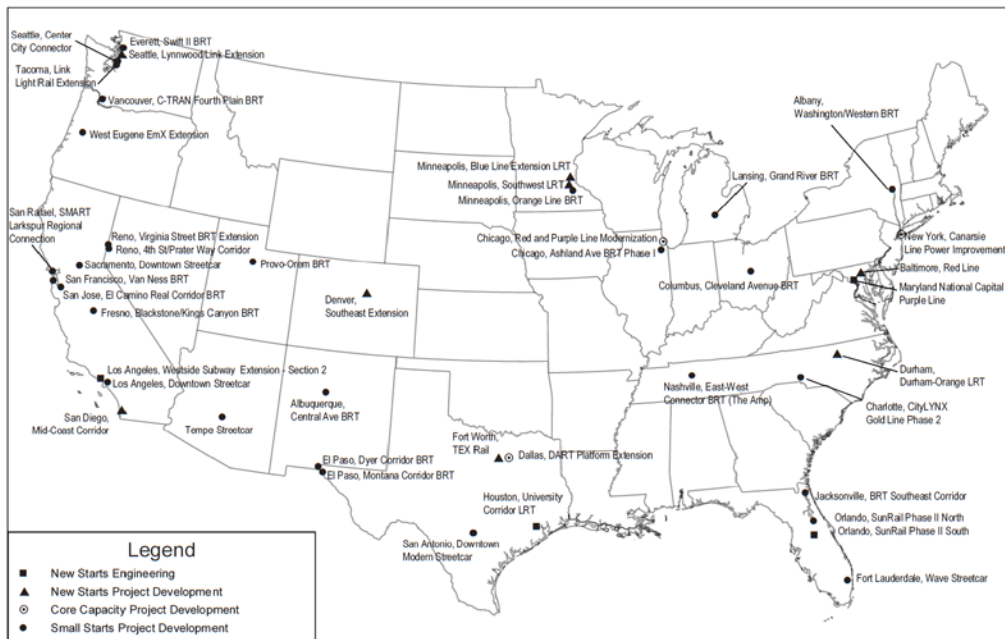 Seattle, Center
City Connector
Everett, Swift II BRT
Seattle, Lynnwood Link Extension
Tacoma, Link
Light Rail Extension
Vancouver, C-TRAN Fourth Plain BRT
West Eugene EmX Extension
Albany,
Washington/Western BRT
Minneapolis, Blue Line Extension LRT
Minneapolis, Southwest LRT
Minneapolis, Orange Line BRT
Lansing, Grand River BRT
San Rafael, SMART
Larkspur Regional
Connection
Reno, Virginia Street BRT Extension
Reno, 4th St/Prater Way Corridor
Sacramento, Downtown Streetcar
San Francisco, Van Ness BRT
San Jose, El Camino Real Corridor BRT
Fresno, Blackstone/Kings Canyon BRT
Provo-Orem BRT
Denver,
Southeast Extension
Chicago, Red and Purple Line Modernization
Chicago, Ashland Ave BRT Phase I
Columbus, Cleveland Avenue BRT
New York, Canarsie
Line Power Improvement
Baltimore, Red Line
Maryland National Capital
Purple Line
Los Angeles, Westside Subway Extension - Section 2
Los Angeles, Downtown Streetcar
San Diego,
Mid-Coast Corridor
Tempe Streetcar
Albuquerque,
Central Ave BRT
Nashville, East-West
Connector BRT (The Amp)
Durham,
Durham-Orange LRT
Charlotte, CityLYNX
Gold Line Phase 2
Fort Worth,
TEX Rail
Dallas, DART Platform Extension
El Paso, Dyer Corridor BRT
El Paso, Montana Corridor BRT
Houston, University
Corridor LRT
San Antonio, Downtown
Modern Streetcar
Jacksonville, BRT Southeast Corridor
Orlando, SunRail Phase II North
Orlando, SunRail Phase II South
Fort Lauderdale, Wave Streetcar
Legend
New Starts Engineering
New Starts Project Development
Core Capacity Project Development
Small Starts Project Development